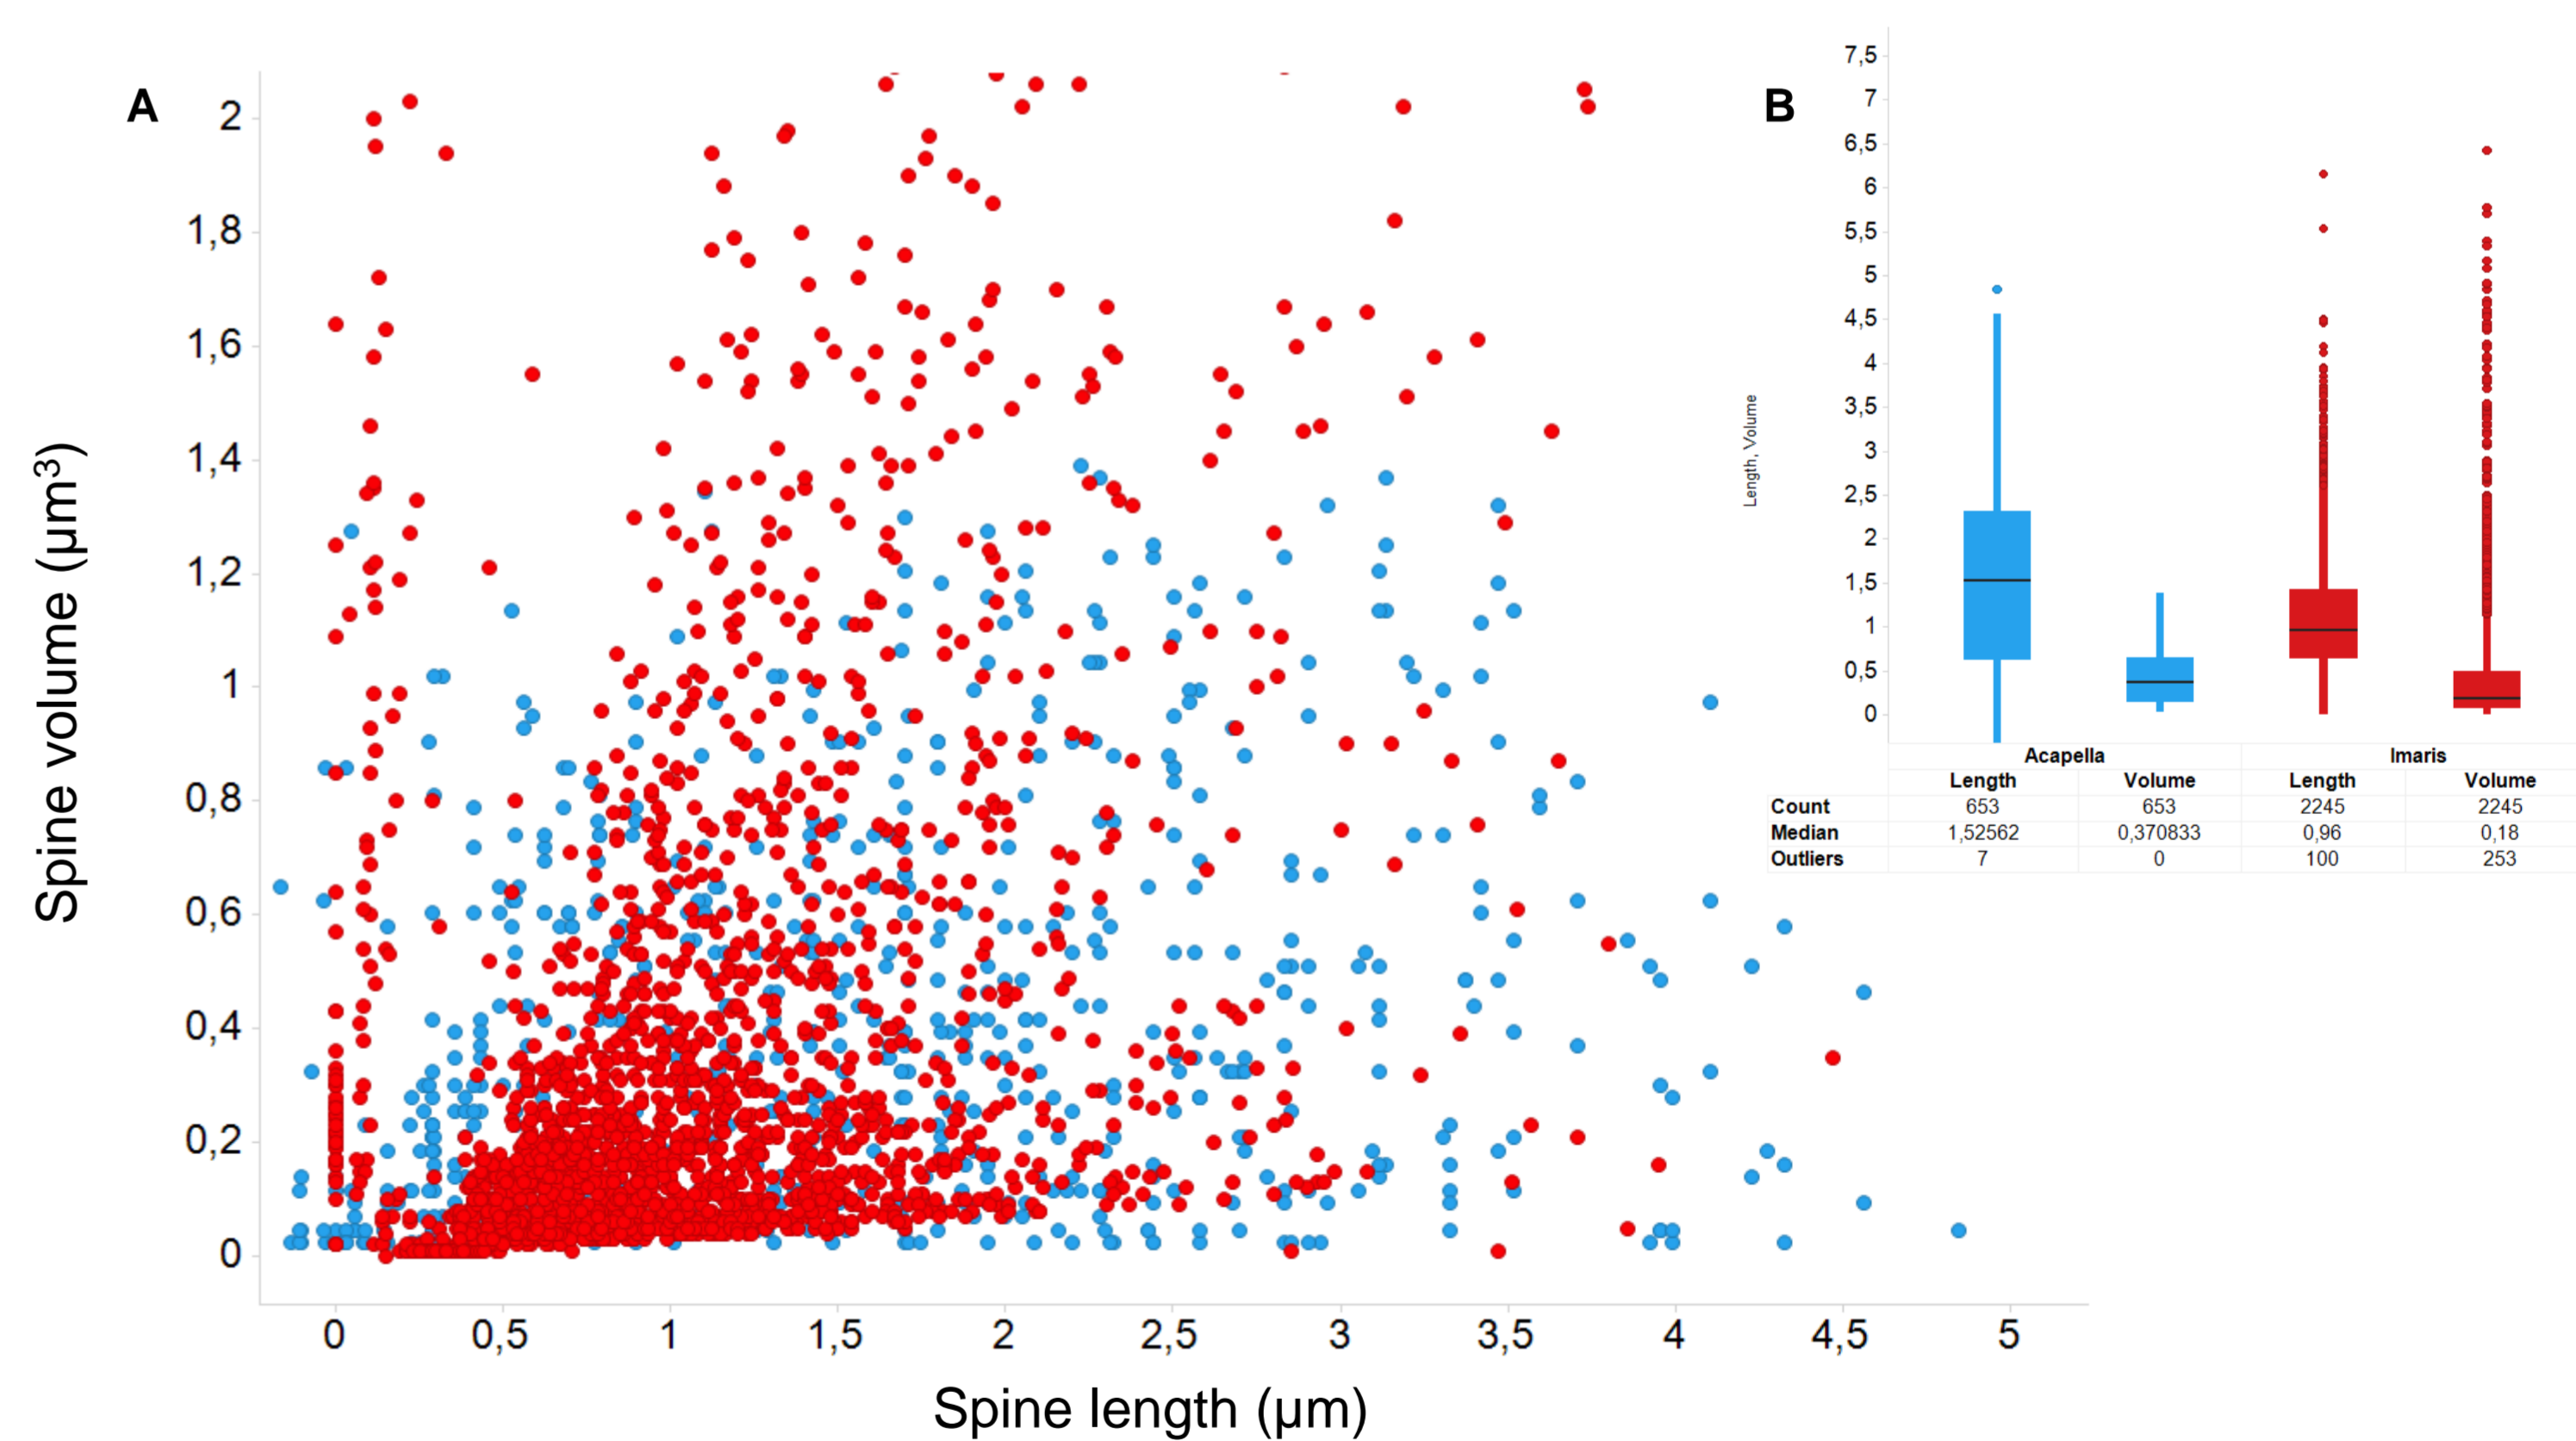 A
Spine volume (µm³)
2
1,8
1,6
1,4
1,2
1
0,8
0,6
0,4
0,2
0
0 0,5 1 1,5 2 2,5 3 3,5 4 4,5 5
Spine length (µm)
B
Length, Volume
7,5
7
6,5
6
5,5
5
4,5
4
3,5
3
2,5
2
1,5
1
0,5
0
Acapella Imaris
Length Volume Length Volume
Count 653 653 2245 2245
Median 1,52562 0,370833 0,96 0,18
Outliers 7 0 100 253